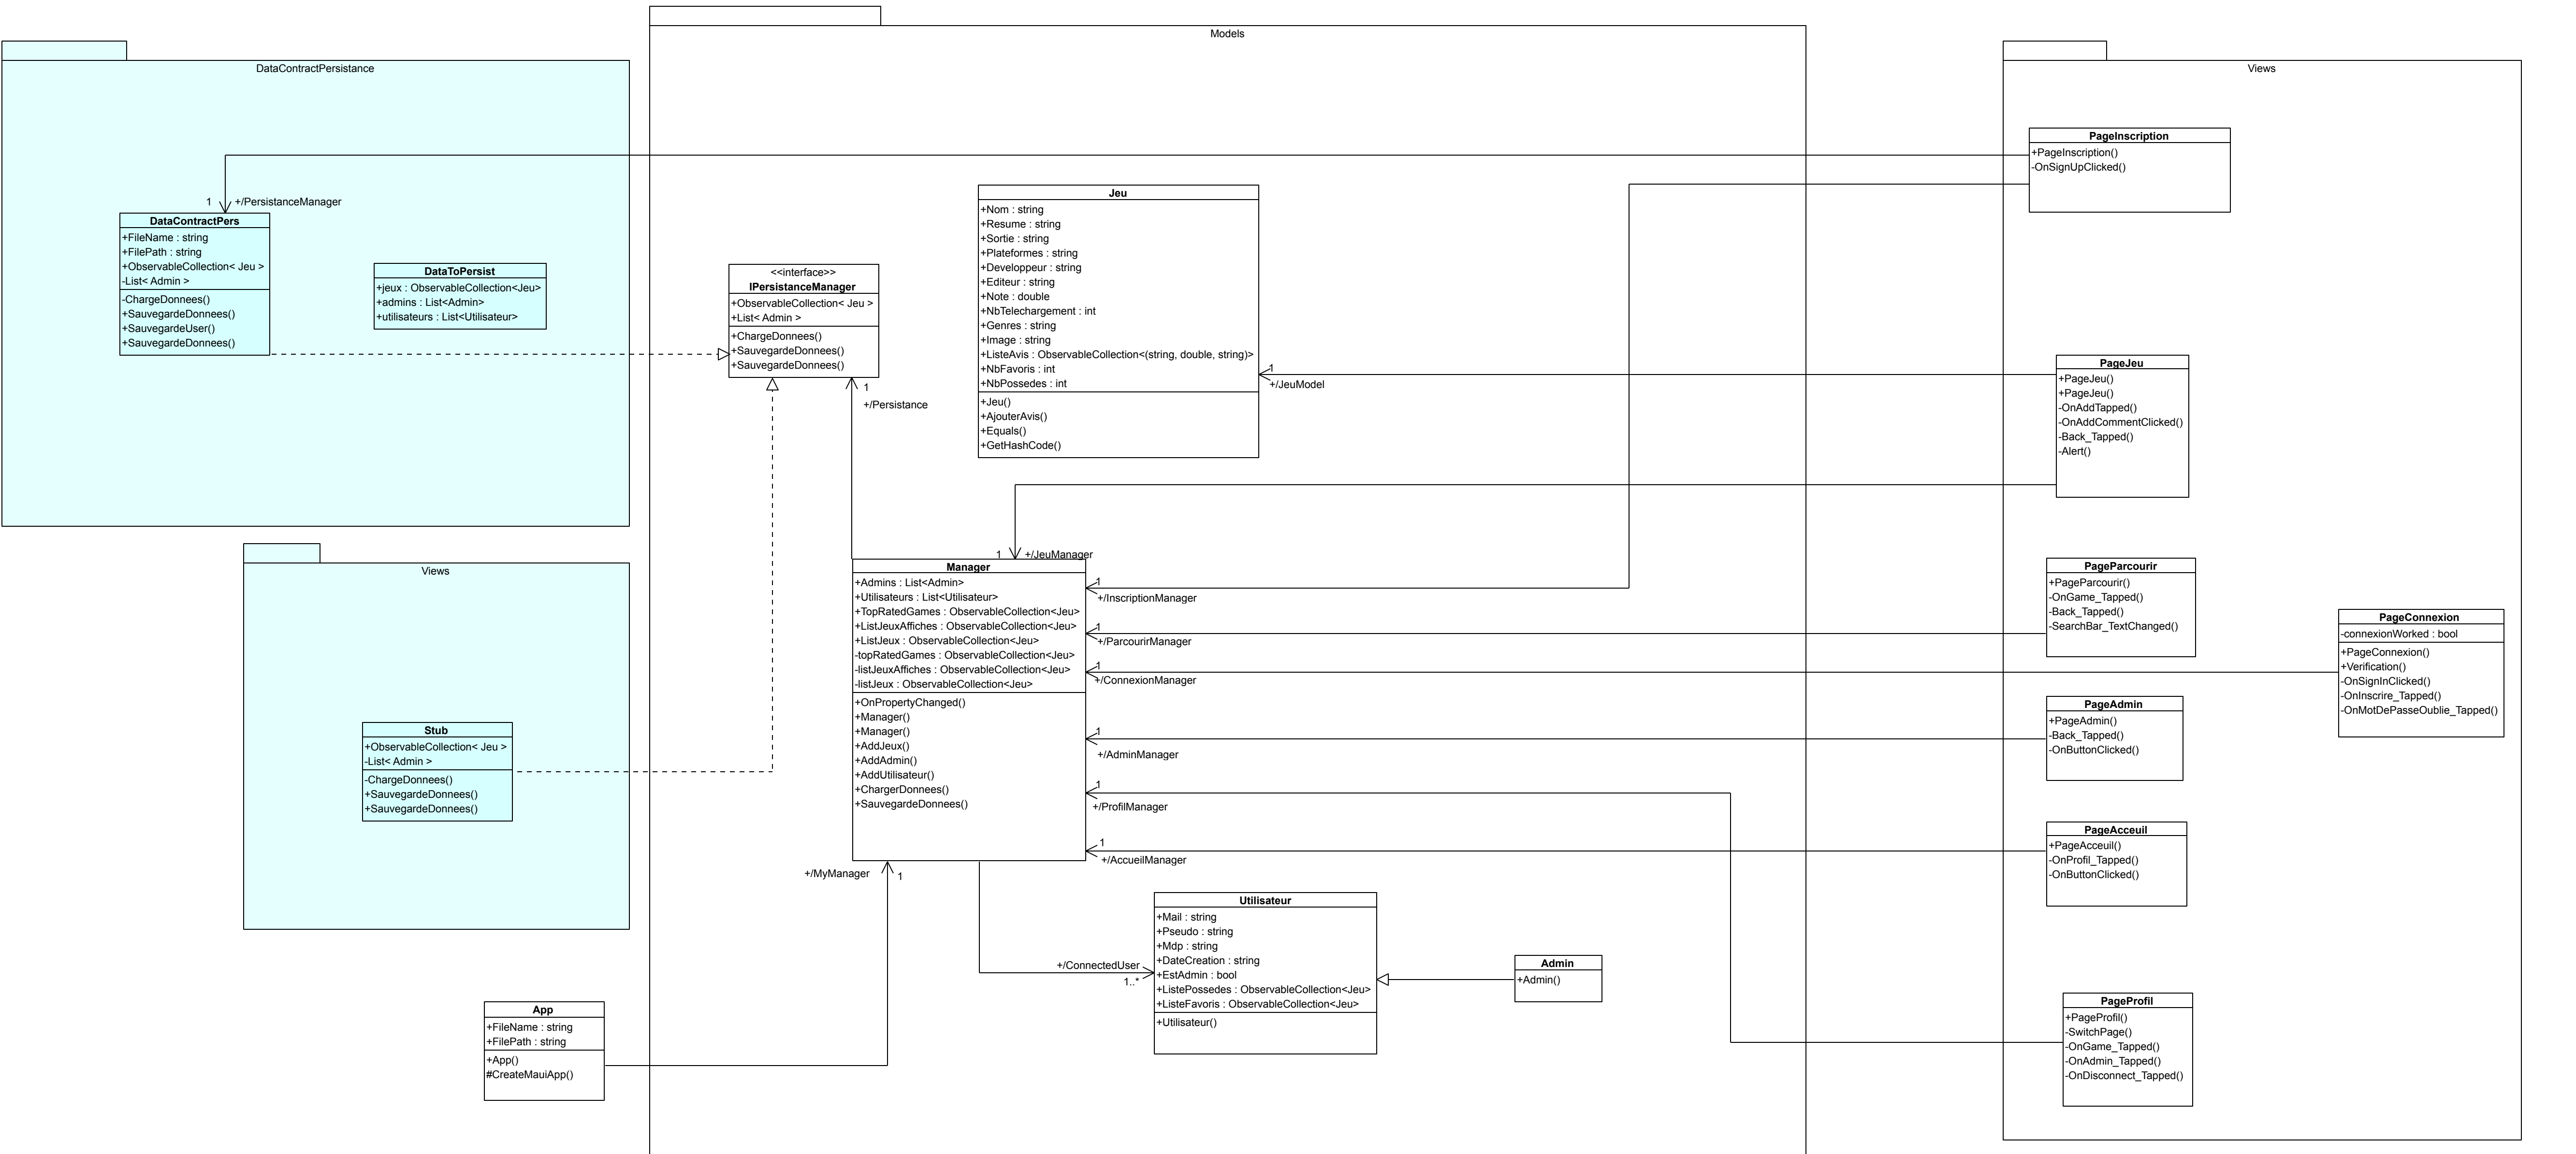 DataContractPersistance
1
+/PersistanceManager
DataContractPers
+FileName : string
+FilePath : string
+ObservableCollection< Jeu >
-List< Admin >
-ChargeDonnees()
+SauvegardeDonnees()
+SauvegardeUser()
+SauvegardeDonnees()
DataToPersist
+jeux : ObservableCollection<Jeu>
+admins : List<Admin>
+utilisateurs : List<Utilisateur>
Views
Stub
+ObservableCollection< Jeu >
-List< Admin >
-ChargeDonnees()
+SauvegardeDonnees()
+SauvegardeDonnees()
App
+FileName : string
+FilePath : string
+App()
#CreateMauiApp()
Models
<<interface>>
IPersistanceManager
+ObservableCollection< Jeu >
+List< Admin >
+ChargeDonnees()
+SauvegardeDonnees()
+SauvegardeDonnees()
1
+/Persistance
Jeu
+Nom : string
+Resume : string
+Sortie : string
+Plateformes : string
+Developpeur : string
+Editeur : string
+Note : double
+NbTelechargement : int
+Genres : string
+Image : string
+ListeAvis : ObservableCollection<(string, double, string)>
+NbFavoris : int
+NbPossedes : int
+Jeu()
+AjouterAvis()
+Equals()
+GetHashCode()
1
+/JeuModel
1
+/JeuManager
Manager
+Admins : List<Admin>
+Utilisateurs : List<Utilisateur>
+TopRatedGames : ObservableCollection<Jeu>
+ListJeuxAffiches : ObservableCollection<Jeu>
+ListJeux : ObservableCollection<Jeu>
-topRatedGames : ObservableCollection<Jeu>
-listJeuxAffiches : ObservableCollection<Jeu>
-listJeux : ObservableCollection<Jeu>
+OnPropertyChanged()
+Manager()
+Manager()
+AddJeux()
+AddAdmin()
+AddUtilisateur()
+ChargerDonnees()
+SauvegardeDonnees()
1
+/InscriptionManager
1
+/ParcourirManager
1
+/ConnexionManager
1
+/AdminManager
1
+/ProfilManager
1
+/AccueilManager
+/MyManager
1
+/ConnectedUser
1..*
Utilisateur
+Mail : string
+Pseudo : string
+Mdp : string
+DateCreation : string
+EstAdmin : bool
+ListePossedes : ObservableCollection<Jeu>
+ListeFavoris : ObservableCollection<Jeu>
+Utilisateur()
Admin
+Admin()
Views
PageInscription
+PageInscription()
-OnSignUpClicked()
PageJeu
+PageJeu()
+PageJeu()
-OnAddTapped()
-OnAddCommentClicked()
-Back_Tapped()
-Alert()
PageParcourir
+PageParcourir()
-OnGame_Tapped()
-Back_Tapped()
-SearchBar_TextChanged()
PageConnexion
-connexionWorked : bool
+PageConnexion()
+Verification()
-OnSignInClicked()
-OnInscrire_Tapped()
-OnMotDePasseOublie_Tapped()
PageAdmin
+PageAdmin()
-Back_Tapped()
-OnButtonClicked()
PageAcceuil
+PageAcceuil()
-OnProfil_Tapped()
-OnButtonClicked()
PageProfil
+PageProfil()
-SwitchPage()
-OnGame_Tapped()
-OnAdmin_Tapped()
-OnDisconnect_Tapped()